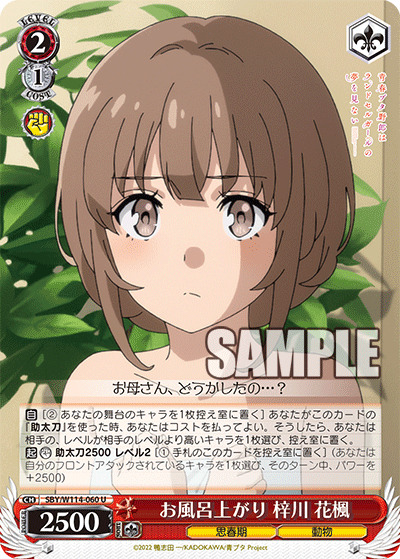 LEVEL
2
1
COST
青春ブタ野郎は
ランドセルガールの
夢を見ない
SAMPLE
お母さん、どうかしたの…？
自 [② あなたの舞台のキャラを1枚控え室に置く] あなたがこのカードの
『助太刀』を使った時、あなたはコストを払ってよい。そうしたら、あなたは
相手の、レベルが相手のレベルより高いキャラを1枚選び、控え室に置く。
起 助太刀2500 レベル2 [① 手札のこのカードを控え室に置く] (あなたは
自分のフロントアタックされているキャラを1枚選び、そのターン中、パワーを
+2500)
CH SBY/W114-060 U
2500
お風呂上がり 梓川 花楓
思春期
動物
©2022 鴨志田 一/KADOKAWA/青ブタ Project